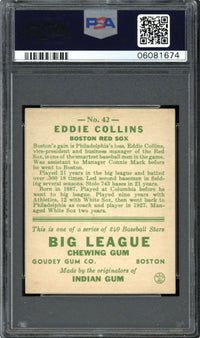 PSA
06081674
No. 42
EDDIE COLLINS
BOSTON RED SOX
Boston's gain is Philadelphia's loss. Eddie Collins,
vice-president and business manager of the Red
Sox, is one of the smartest baseball men in the game.
Was assistant to Manager Connie Mack before he
went to Boston.
Played 21 years in the big league and batted
over .300 18 times. Led second basemen in fielding
9 times. Stole 743 bases in 21 years.
Born in 1887. Played at Columbia before he went
to big league. Played nine years with
Athletics, 12 with White Sox, then went back to
Philadelphia as coach and player in 1927. Man-
aged White Sox two years.
This is one of a series of 240 Baseball Stars
BIG LEAGUE
CHEWING GUM
GOUDEY GUM CO. BOSTON
Made by the originators of
INDIAN GUM